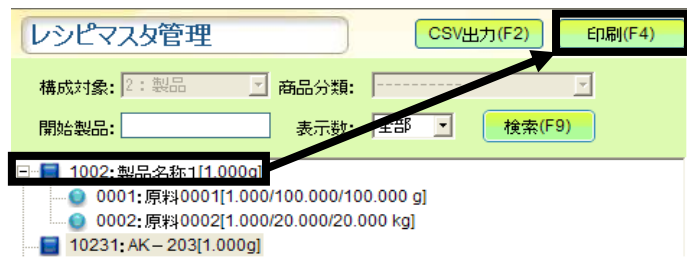 レシピマスタ管理 CSV出力(F2) 印刷(F4)
構成対象: 2：製品 商品分類: ----------
開始製品: 表示数: 全部 検索(F9)
1002:製品名称1[1.000g]
0001:原料0001[1.000/100.000/100.000 g]
0002:原料0002[1.000/20.000/20.000 kg]
10231:AK－203[1.000g]